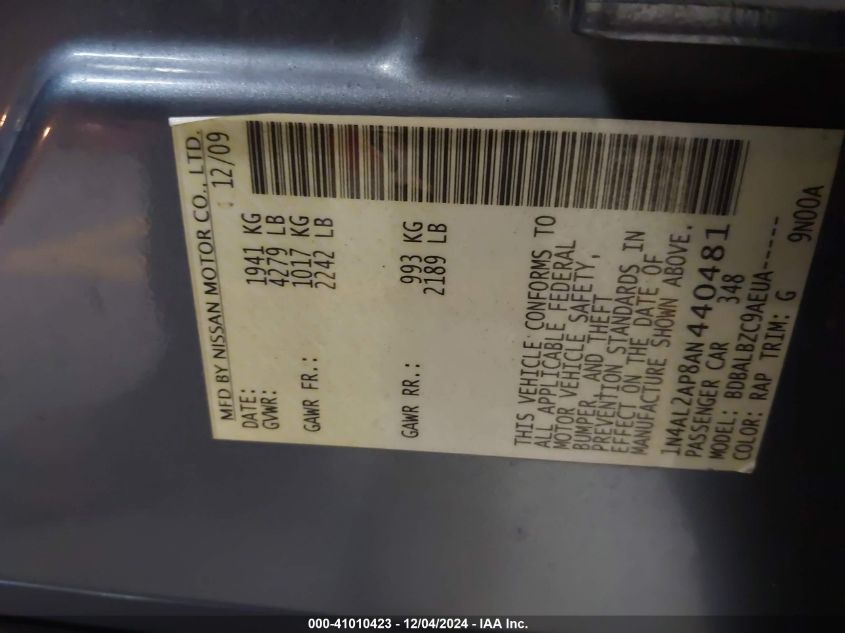 MFD BY NISSAN MOTOR CO., LTD.
DATE: 12/09
GVWR: 1941 KG
4279 LB
GAWR FR.: 1017 KG
2242 LB
GAWR RR.: 993 KG
2189 LB
THIS VEHICLE CONFORMS TO
ALL APPLICABLE FEDERAL
MOTOR VEHICLE SAFETY,
BUMPER, AND THEFT
PREVENTION STANDARDS IN
EFFECT ON THE DATE OF
MANUFACTURE SHOWN ABOVE.
1N4AL2AP8AN440481
PASSENGER CAR 348
MODEL: BDBALBZC9AEUA------
COLOR: RAP TRIM: G 9N00A
000-41010423 - 12/04/2024 - IAA Inc.